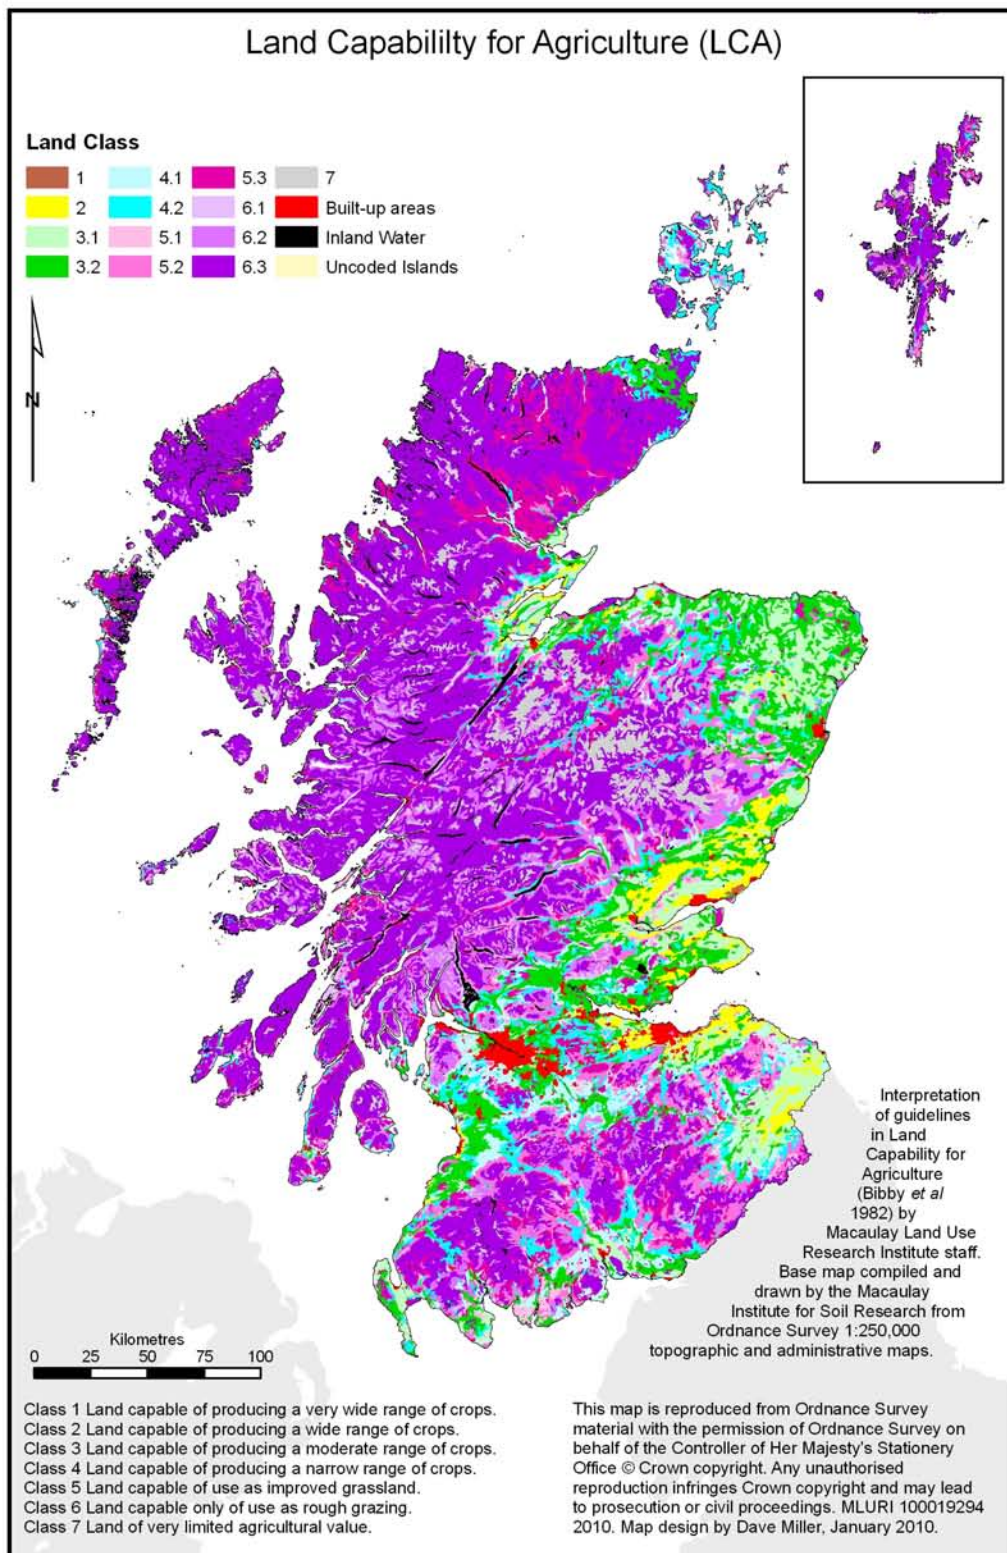 Land Capabililty for Agriculture (LCA)
Land Class
1
2
3.1
3.2
4.1
4.2
5.1
5.2
5.3
6.1
6.2
6.3
7
Built-up areas
Inland Water
Uncoded Islands
N
Interpretation
of guidelines
in Land
Capability for
Agriculture
(Bibby et al
1982) by
Macaulay Land Use
Research Institute staff.
Base map compiled and
drawn by the Macaulay
Institute for Soil Research from
Ordnance Survey 1:250,000
topographic and administrative maps.
Kilometres
0 25 50 75 100
Class 1 Land capable of producing a very wide range of crops.
Class 2 Land capable of producing a wide range of crops.
Class 3 Land capable of producing a moderate range of crops.
Class 4 Land capable of producing a narrow range of crops.
Class 5 Land capable of use as improved grassland.
Class 6 Land capable only of use as rough grazing.
Class 7 Land of very limited agricultural value.
This map is reproduced from Ordnance Survey
material with the permission of Ordnance Survey on
behalf of the Controller of Her Majesty's Stationery
Office © Crown copyright. Any unauthorised
reproduction infringes Crown copyright and may lead
to prosecution or civil proceedings. MLURI 100019294
2010. Map design by Dave Miller, January 2010.